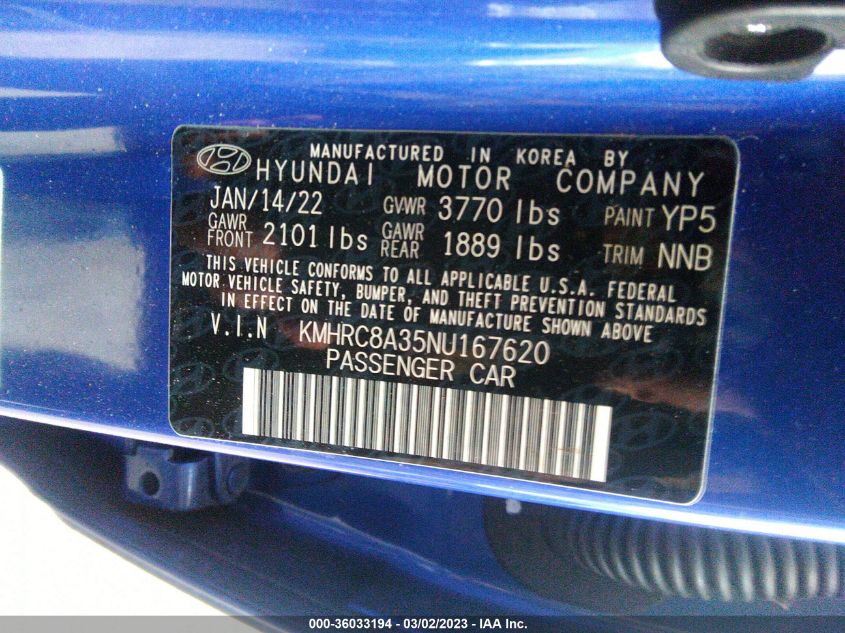 MANUFACTURED IN KOREA BY
HYUNDAI MOTOR COMPANY
JAN/14/22 GVWR 3770 lbs PAINT YP5
GAWR FRONT 2101 lbs GAWR REAR 1889 lbs TRIM NNB
THIS VEHICLE CONFORMS TO ALL APPLICABLE U.S.A. FEDERAL
MOTOR VEHICLE SAFETY, BUMPER, AND THEFT PREVENTION STANDARDS
IN EFFECT ON THE DATE OF MANUFACTURE SHOWN ABOVE
V.I.N KMHRC8A35NU167620
PASSENGER CAR
000-36033194 - 03/02/2023 - IAA Inc.